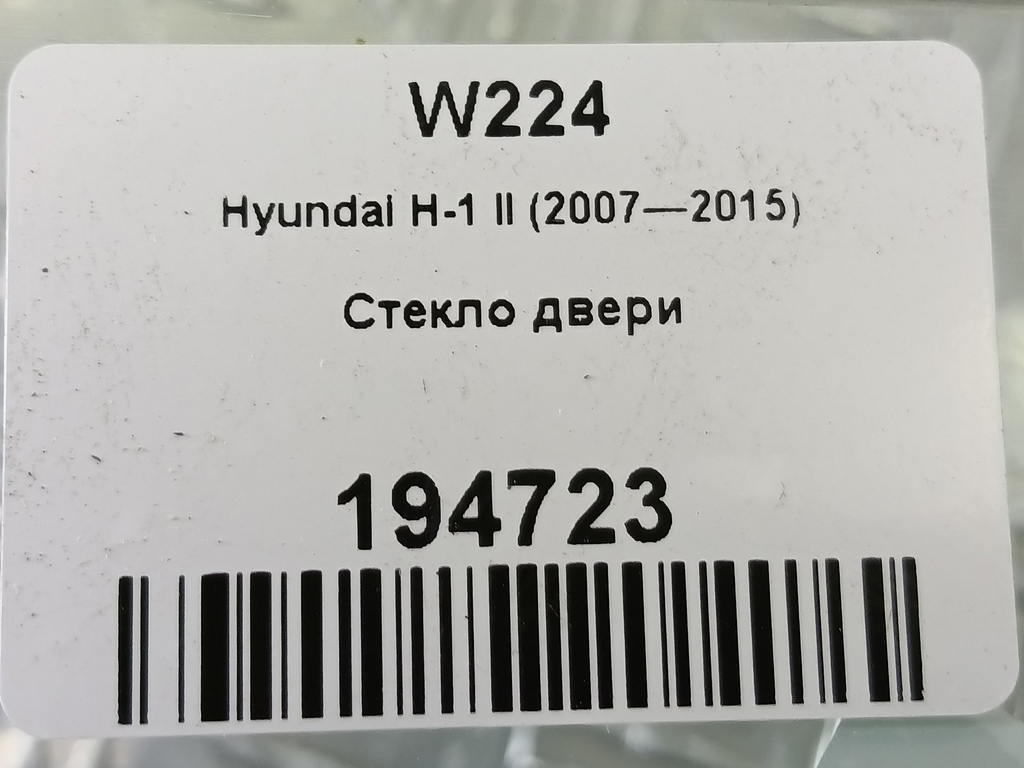 W224
Hyundai H-1 II (2007—2015)
Стекло двери
194723